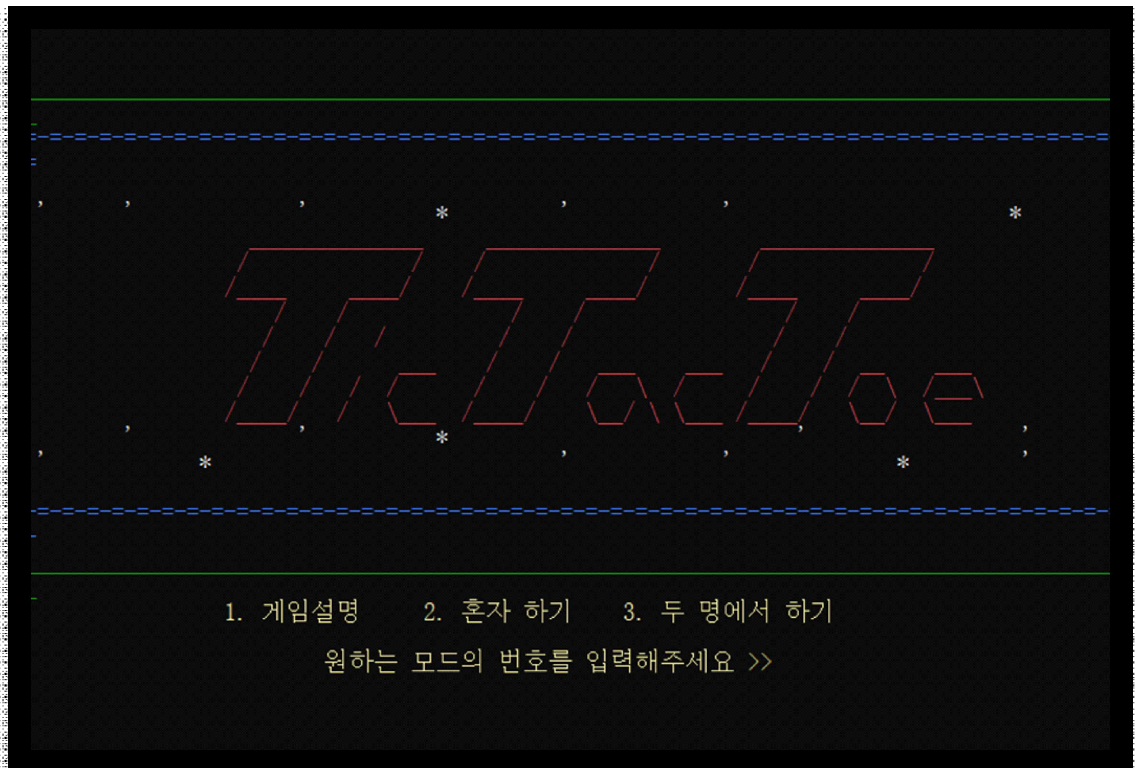 TicTacToe
1. 게임설명 2. 혼자 하기 3. 두 명에서 하기
원하는 모드의 번호를 입력해주세요 >>